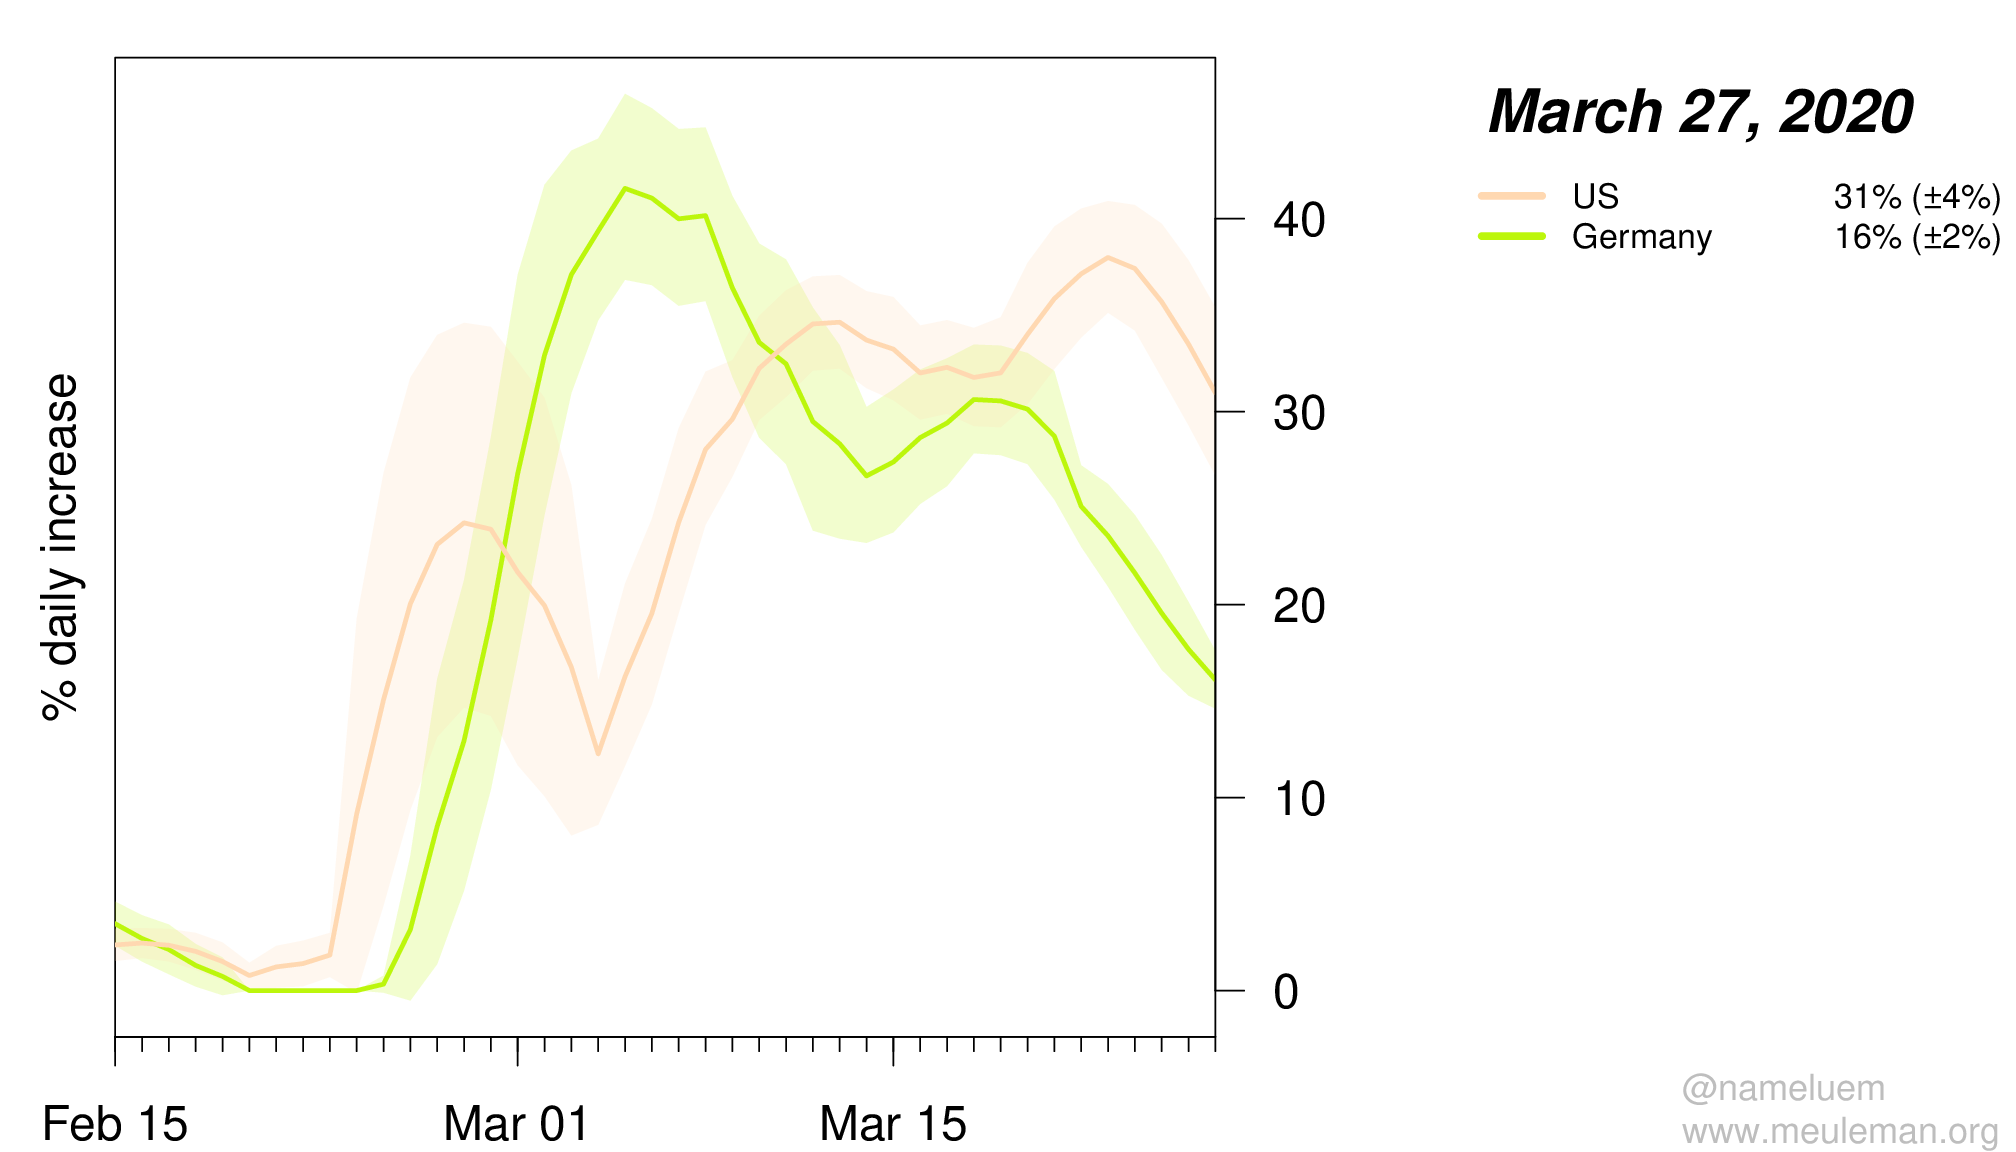 March 27, 2020
US 31% (±4%)
Germany 16% (±2%)
% daily increase
40
30
20
10
0
Feb 15 Mar 01 Mar 15
@nameluem
www.meuleman.org